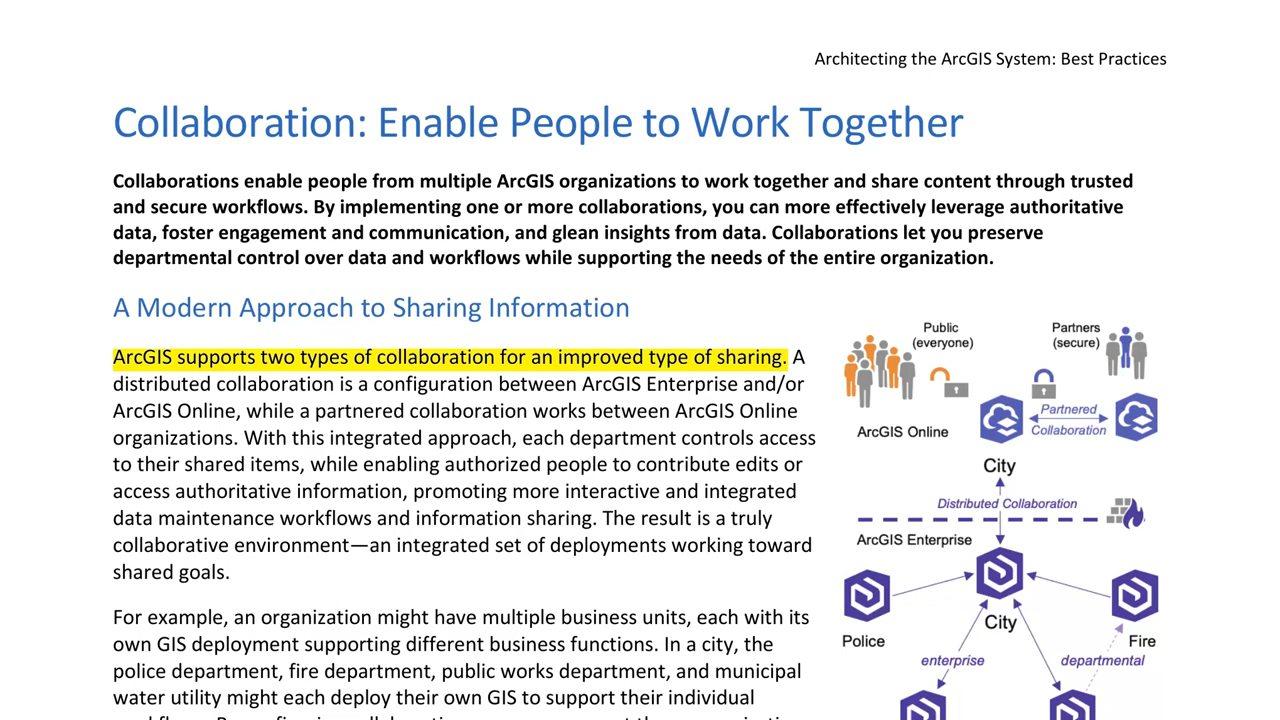 Architecting the ArcGIS System: Best Practices
Collaboration: Enable People to Work Together
Collaborations enable people from multiple ArcGIS organizations to work together and share content through trusted
and secure workflows. By implementing one or more collaborations, you can more effectively leverage authoritative
data, foster engagement and communication, and glean insights from data. Collaborations let you preserve
departmental control over data and workflows while supporting the needs of the entire organization.
A Modern Approach to Sharing Information
ArcGIS supports two types of collaboration for an improved type of sharing. A
distributed collaboration is a configuration between ArcGIS Enterprise and/or
ArcGIS Online, while a partnered collaboration works between ArcGIS Online
organizations. With this integrated approach, each department controls access
to their shared items, while enabling authorized people to contribute edits or
access authoritative information, promoting more interactive and integrated
data maintenance workflows and information sharing. The result is a truly
collaborative environment—an integrated set of deployments working toward
shared goals.
For example, an organization might have multiple business units, each with its
own GIS deployment supporting different business functions. In a city, the
police department, fire department, public works department, and municipal
water utility might each deploy their own GIS to support their individual
Public
(everyone)
Partners
(secure)
Partnered
Collaboration
ArcGIS Online
City
Distributed Collaboration
ArcGIS Enterprise
City
Police
Fire
enterprise
departmental